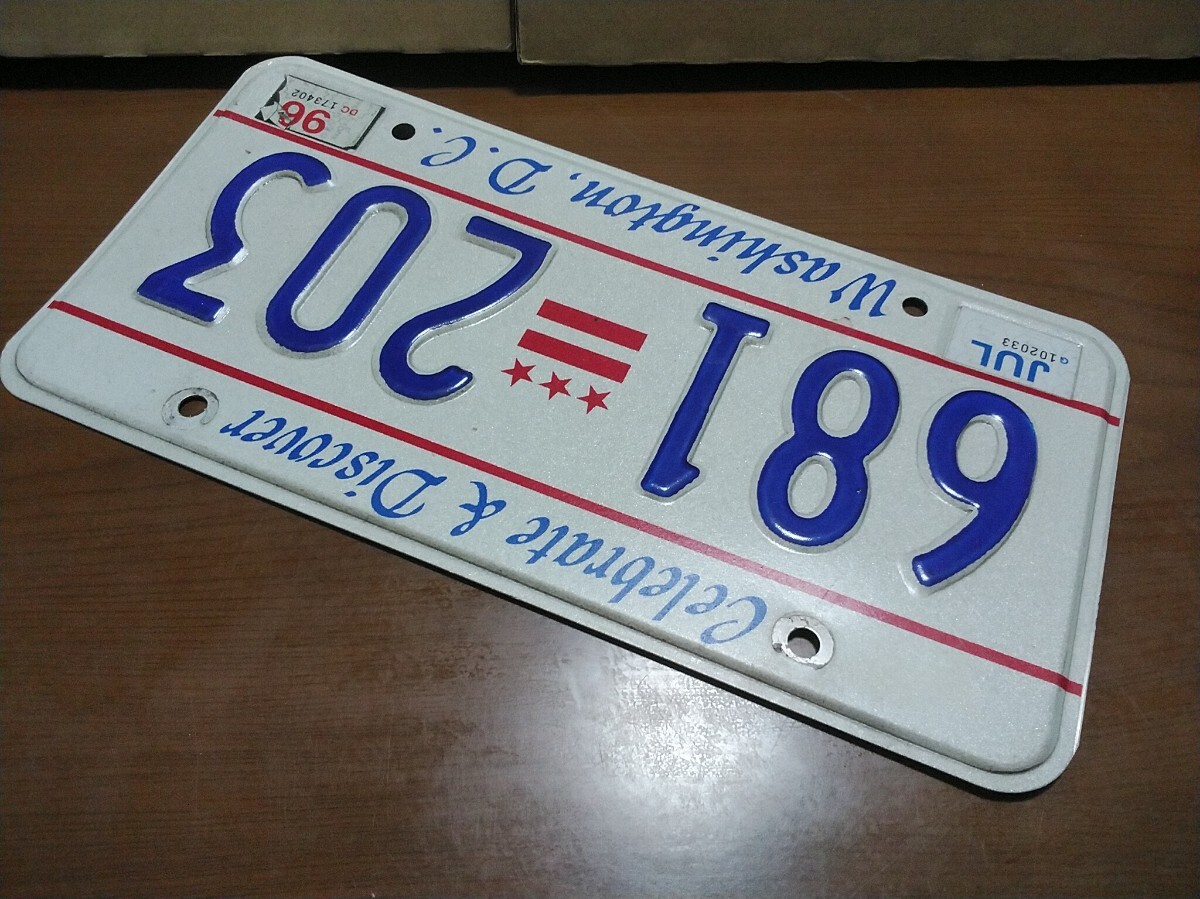 Washington, D.C.
JUL
102033
DC 173402
96
681 203
Celebrate & Discover